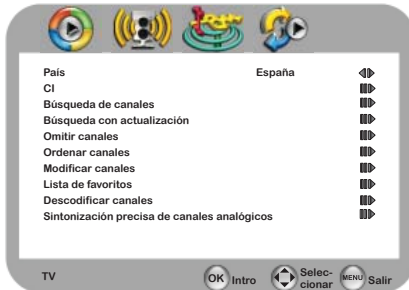 País España
CI
Búsqueda de canales
Búsqueda con actualización
Omitir canales
Ordenar canales
Modificar canales
Lista de favoritos
Descodificar canales
Sintonización precisa de canales analógicos
TV OK Intro Selec-
cionar MENU Salir